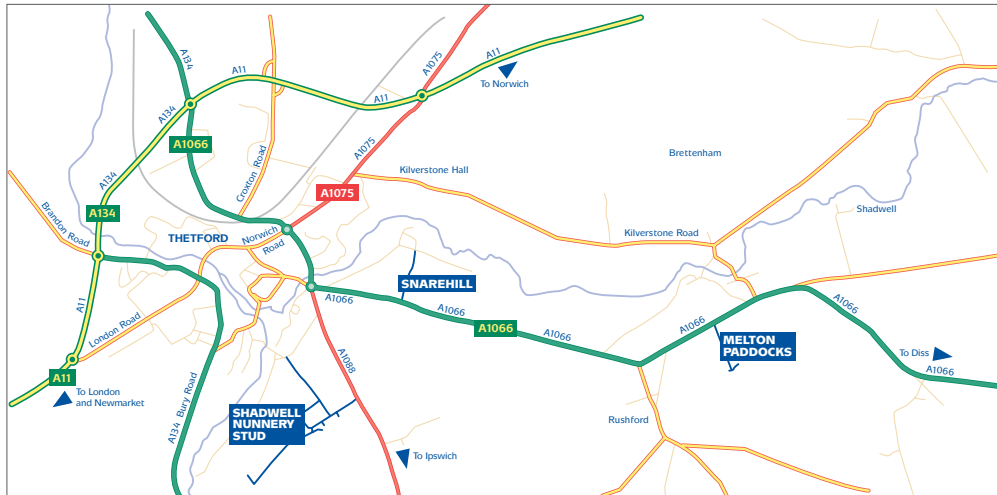 A134
A11
A134
A1066
A134
A134
Croxton Road
A11
A1075
A11
To Norwich
A1075
A1075
Kilverstone Hall
Brettenham
Shadwell
Brandon Road
THETFORD
Norwich
Road
Kilverstone Road
SNAREHILL
A1066
A1066
A1066
A1066
A1066
A1066
MELTON
PADDOCKS
To Diss
A1066
A11
London Road
A11
To London
and Newmarket
A134 Bury Road
A1088
SHADWELL
NUNNERY
STUD
To Ipswich
Rushford